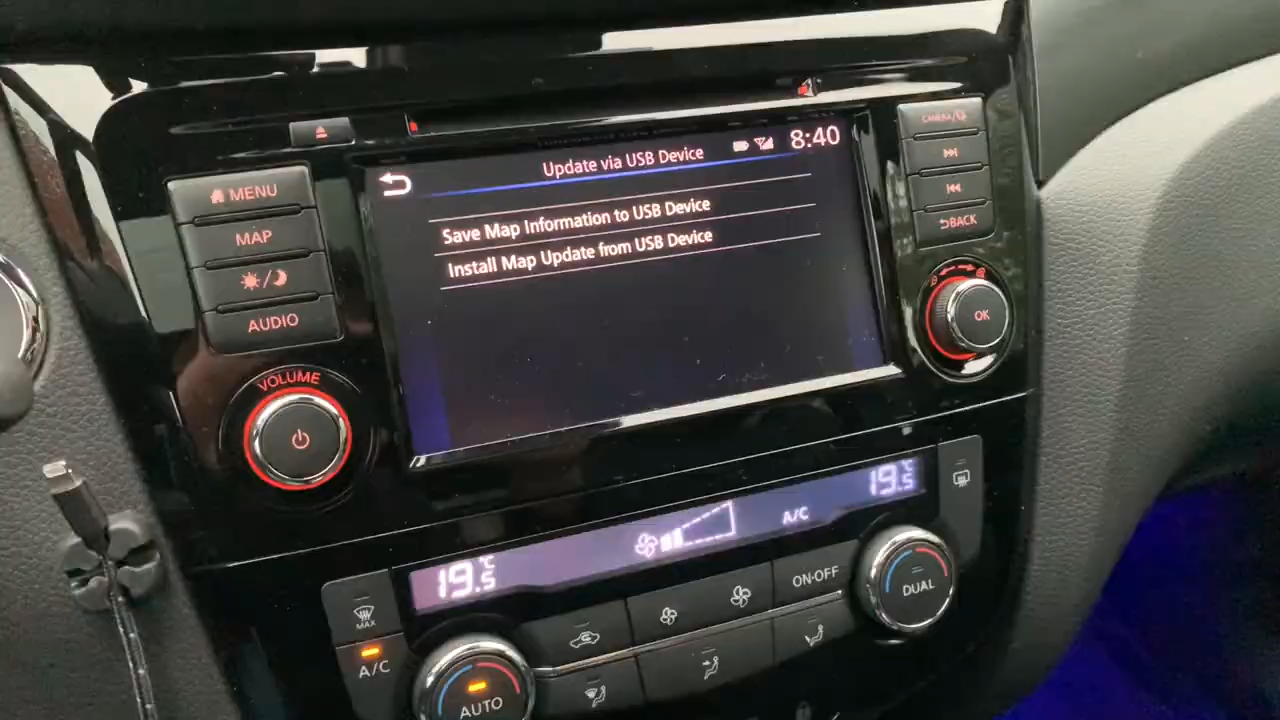 Update via USB Device
8:40
Save Map Information to USB Device
Install Map Update from USB Device
MENU
MAP
AUDIO
VOLUME
CAMERA/
BACK
OK
19.5°C
A/C
19.5°C
MAX
A/C
AUTO
ON·OFF
DUAL